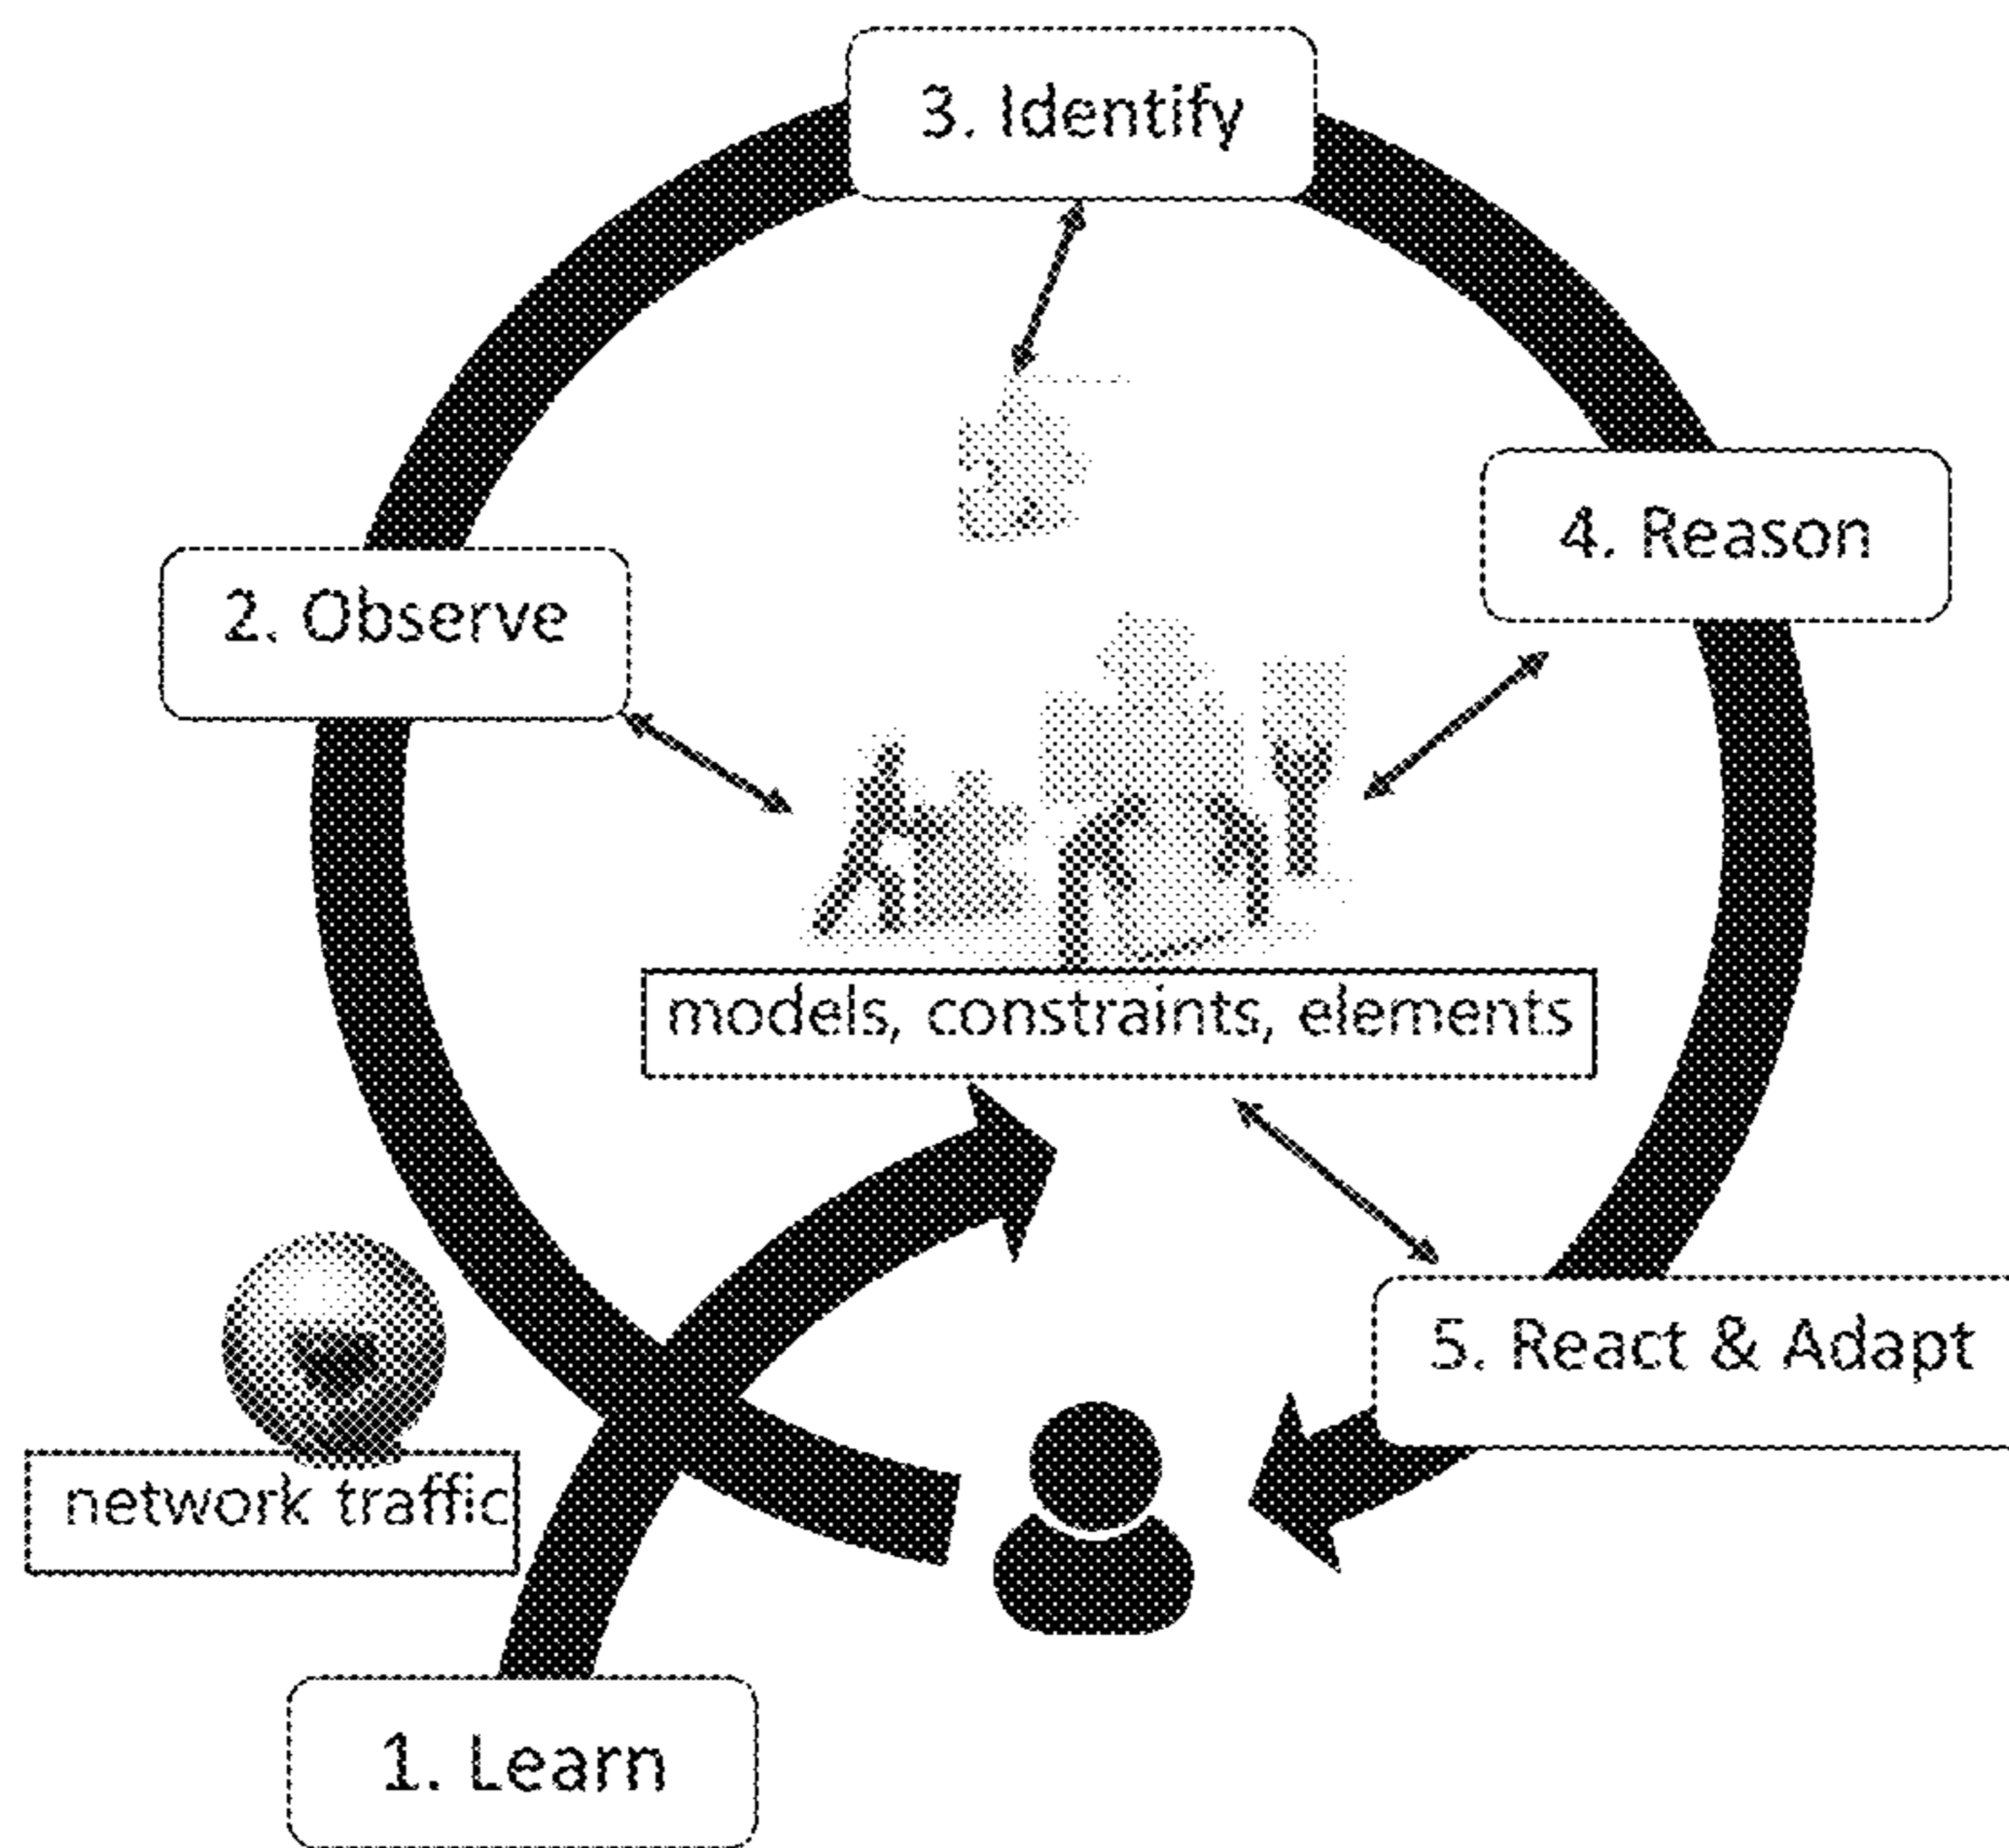 3. Identify
4. Reason
2. Observe
models, constraints, elements
5. React & Adapt
network traffic
1. Learn